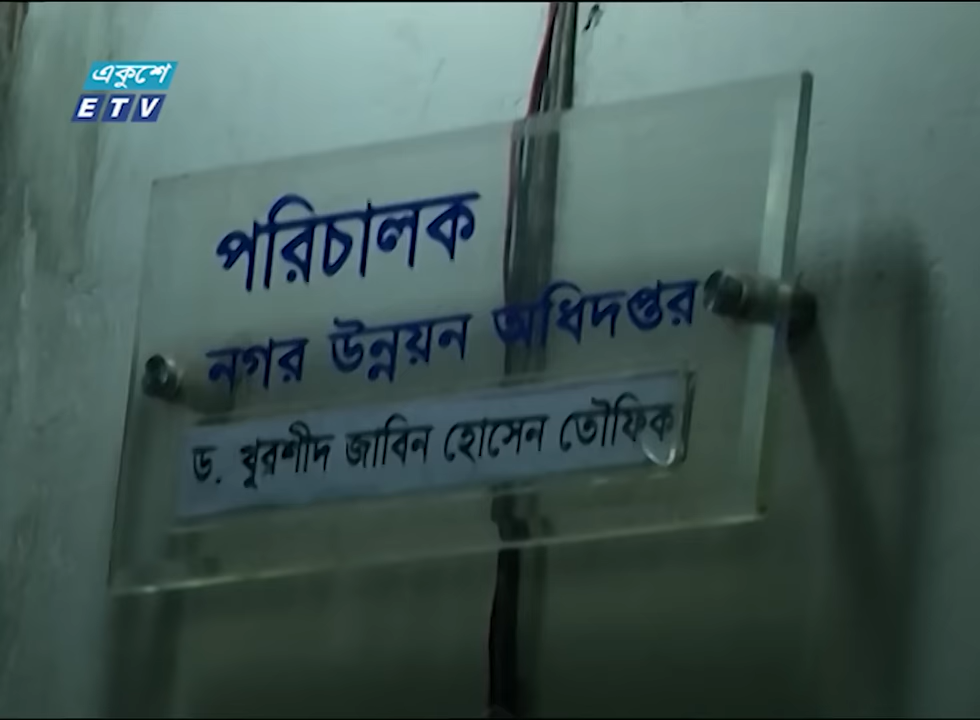 একুশে
ETV
পরিচালক
নগর উন্নয়ন অধিদপ্তর
ড. খুরশীদ জাবিন হোসেন তৌফিক